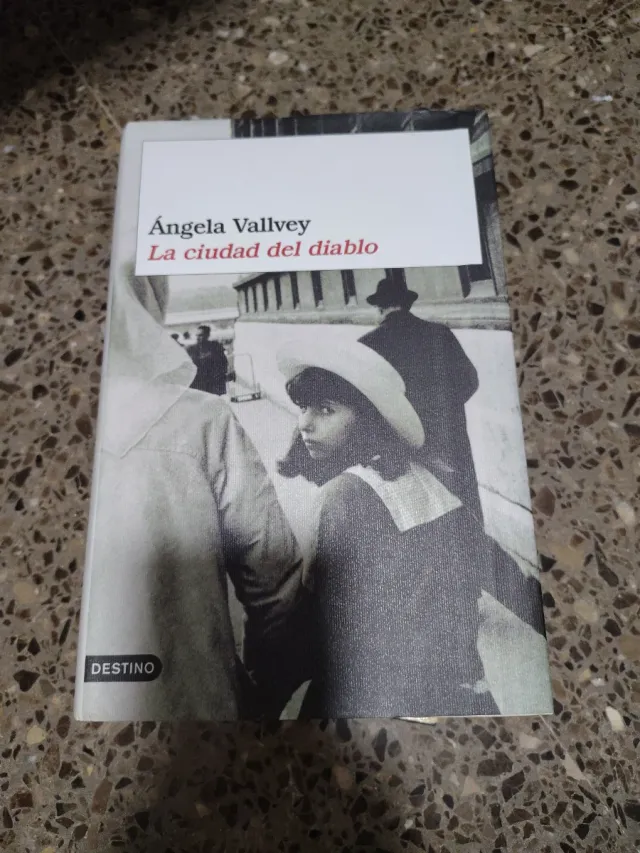 Ángela Vallvey
La ciudad del diablo
DESTINO